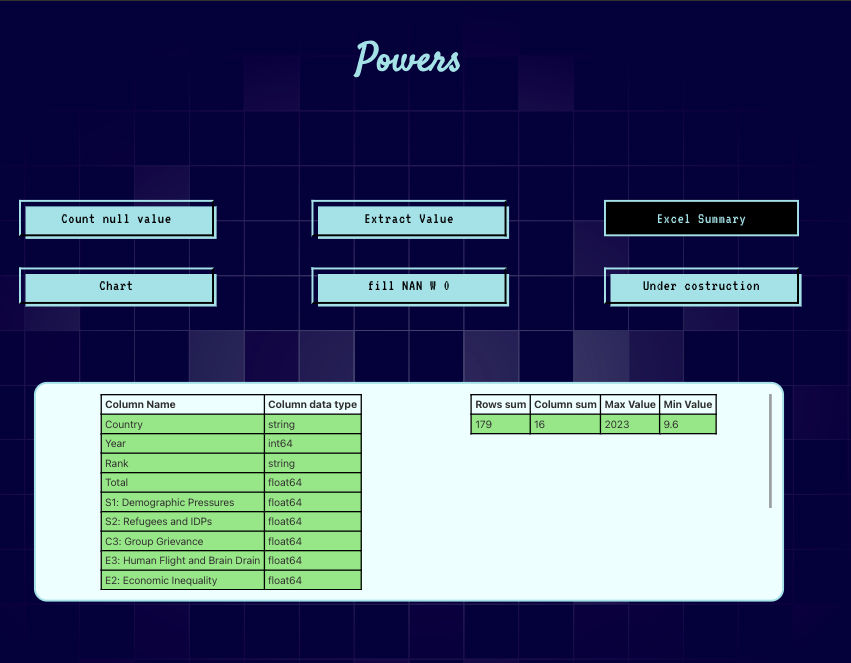 Powers
Count null value
Extract Value
Excel Summary
Chart
fill NAN W 0
Under costruction
Column Name Column data type
Country string
Year int64
Rank string
Total float64
S1: Demographic Pressures float64
S2: Refugees and IDPs float64
C3: Group Grievance float64
E3: Human Flight and Brain Drain float64
E2: Economic Inequality float64
Rows sum Column sum Max Value Min Value
179 16 2023 9.6